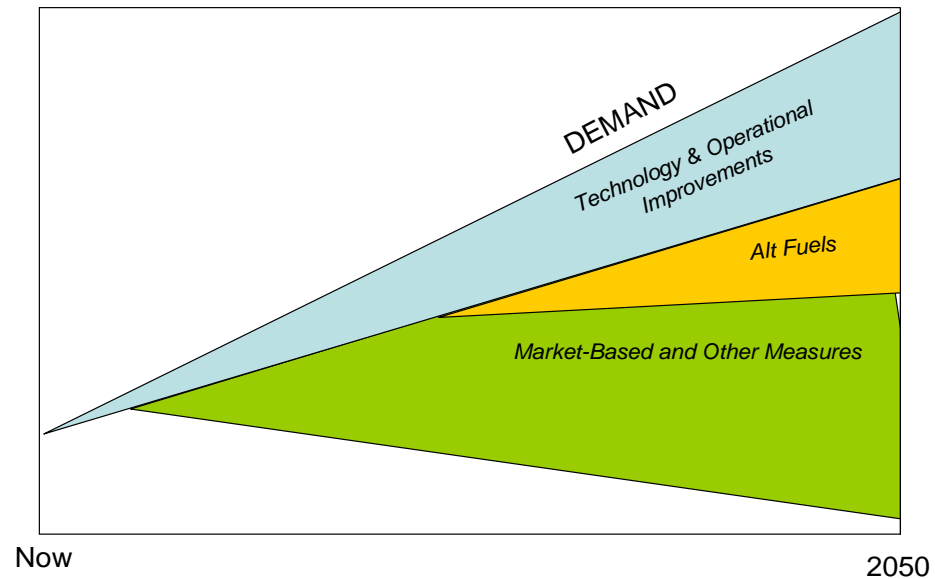 DEMAND
Technology & Operational
Improvements
Alt Fuels
Market-Based and Other Measures
Now
2050